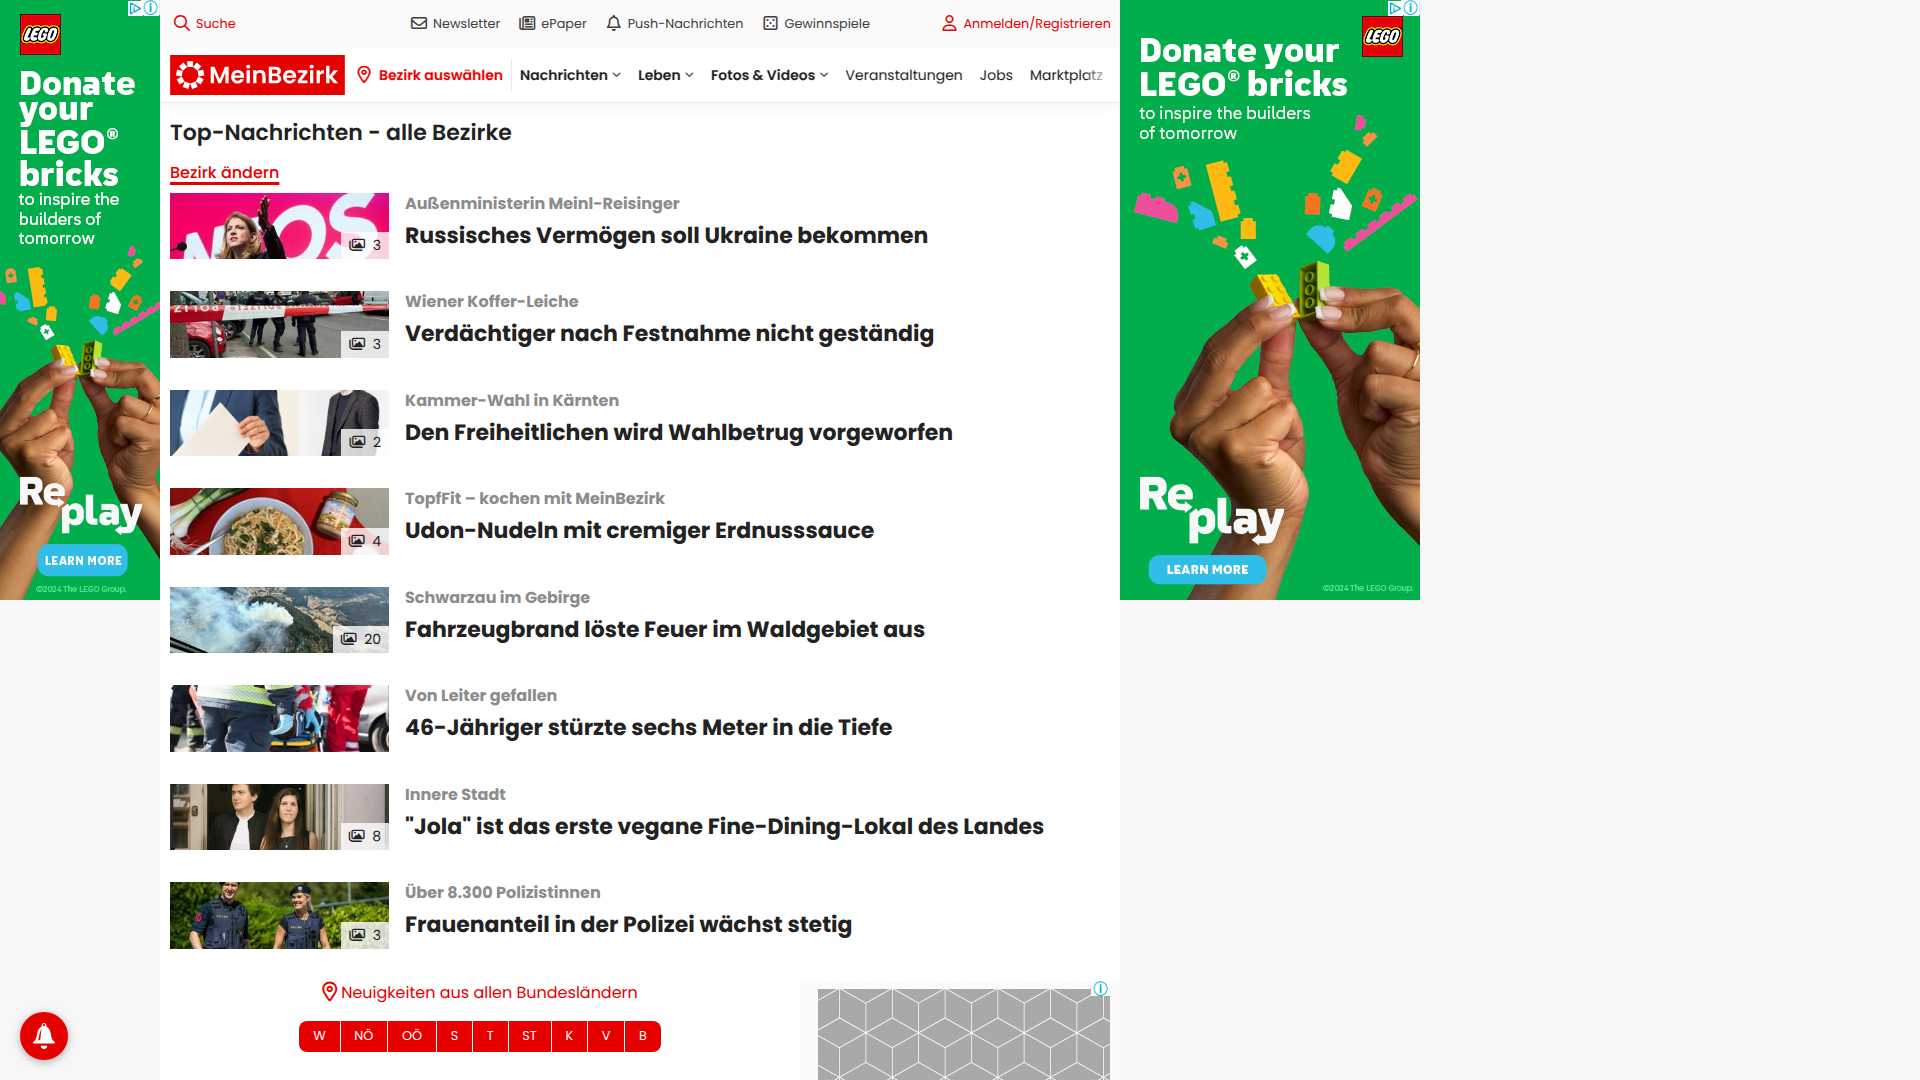 LEGO
Donate
your
LEGO®
bricks
to inspire the
builders of
tomorrow
Replay
LEARN MORE
©2024 The LEGO Group.
Suche
Newsletter
ePaper
Push-Nachrichten
Gewinnspiele
Anmelden/Registrieren
MeinBezirk
Bezirk auswählen
Nachrichten
Leben
Fotos & Videos
Veranstaltungen
Jobs
Marktplatz
Top-Nachrichten - alle Bezirke
Bezirk ändern
3
Außenministerin Meinl-Reisinger
Russisches Vermögen soll Ukraine bekommen
3
Wiener Koffer-Leiche
Verdächtiger nach Festnahme nicht geständig
2
Kammer-Wahl in Kärnten
Den Freiheitlichen wird Wahlbetrug vorgeworfen
4
TopfFit – kochen mit MeinBezirk
Udon-Nudeln mit cremiger Erdnusssauce
20
Schwarzau im Gebirge
Fahrzeugbrand löste Feuer im Waldgebiet aus
Von Leiter gefallen
46-Jähriger stürzte sechs Meter in die Tiefe
8
Innere Stadt
"Jola" ist das erste vegane Fine-Dining-Lokal des Landes
3
Über 8.300 Polizistinnen
Frauenanteil in der Polizei wächst stetig
Neuigkeiten aus allen Bundesländern
W NÖ OÖ S T ST K V B
LEGO
Donate your
LEGO® bricks
to inspire the builders
of tomorrow
Replay
LEARN MORE
©2024 The LEGO Group.